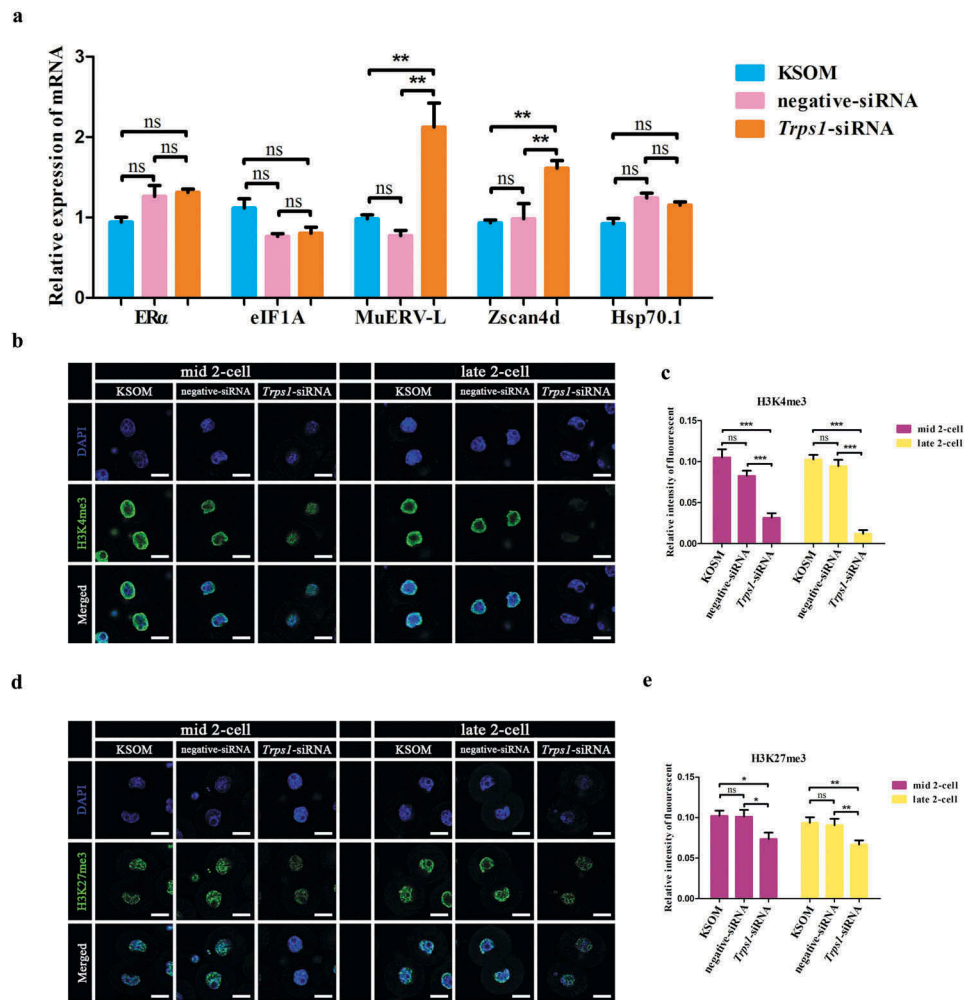 a
Relative expression of mRNA
3
2
1
0
ns
ns
ns
ns
ns
ns
**
**
ns
**
**
ns
ns
ns
ns
ERα
eIF1A
MuERV-L
Zscan4d
Hsp70.1
KSOM
negative-siRNA
Trps1-siRNA
b
mid 2-cell
late 2-cell
KSOM
negative-siRNA
Trps1-siRNA
KSOM
negative-siRNA
Trps1-siRNA
DAPI
H3K4me3
Merged
c
H3K4me3
Relative intensity of fluorescent
0.15
0.10
0.05
0.00
***
ns
***
***
ns
***
KOSM
negative-siRNA
Trps1-siRNA
KOSM
negative-siRNA
Trps1-siRNA
mid 2-cell
late 2-cell
d
mid 2-cell
late 2-cell
KSOM
negative-siRNA
Trps1-siRNA
KSOM
negative-siRNA
Trps1-siRNA
DAPI
H3K27me3
Merged
e
H3K27me3
Relative intensity of fluouorescent
0.15
0.10
0.05
0.00
*
ns
*
**
ns
**
KSOM
negative-siRNA
Trps1-siRNA
KSOM
negative-siRNA
Trps1-siRNA
mid 2-cell
late 2-cell